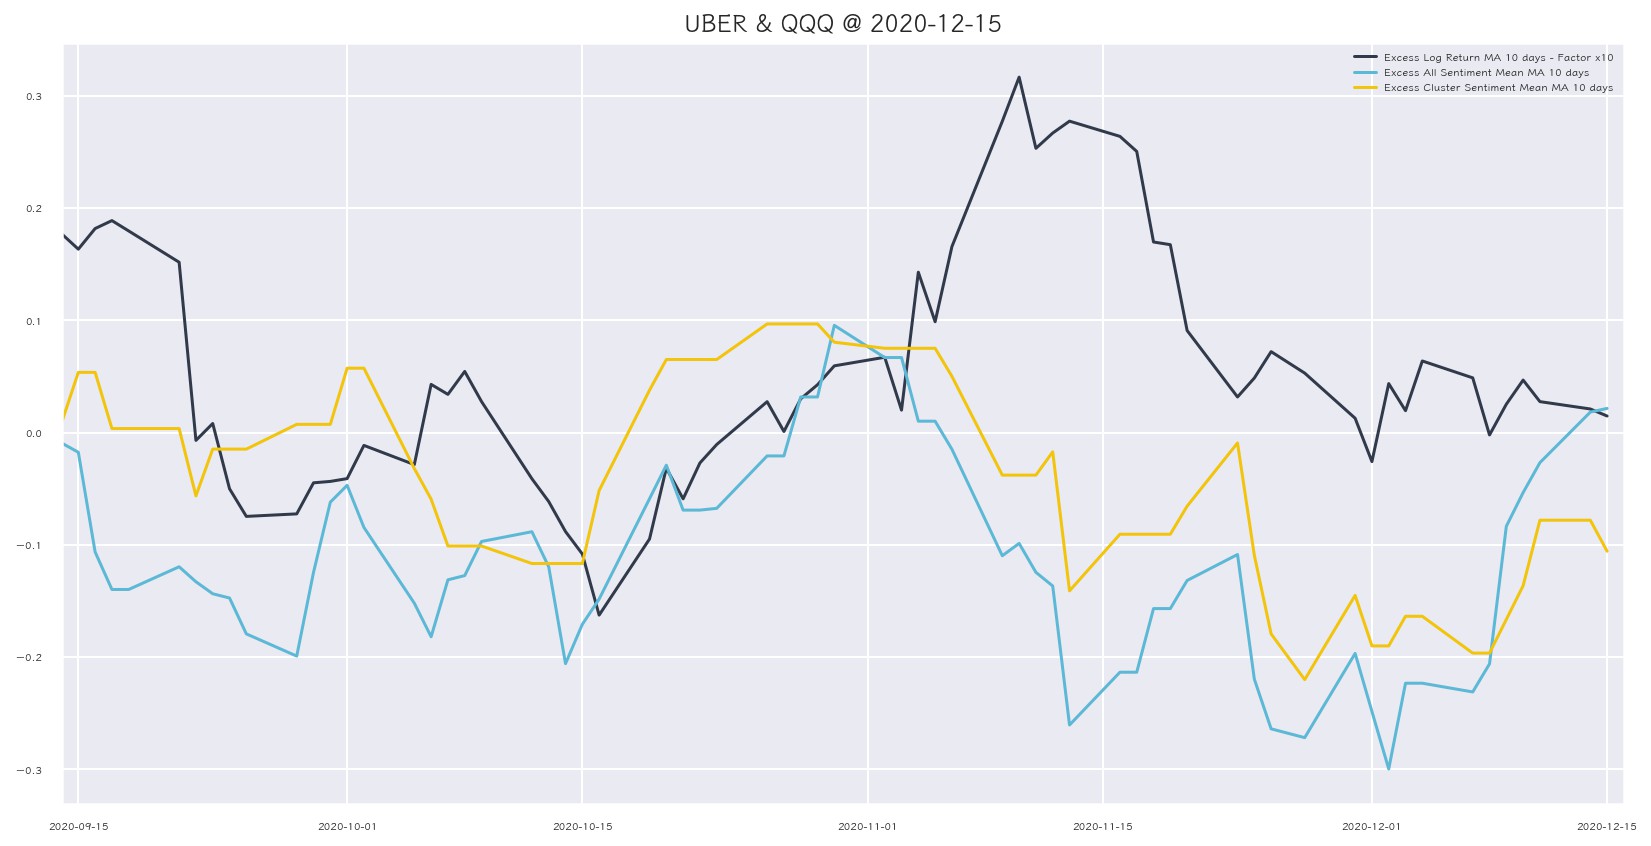 UBER & QQQ @ 2020-12-15
Excess Log Return MA 10 days - Factor x10
Excess All Sentiment Mean MA 10 days
Excess Cluster Sentiment Mean MA 10 days
0.3
0.2
0.1
0.0
−0.1
−0.2
−0.3
2020-09-15 2020-10-01 2020-10-15 2020-11-01 2020-11-15 2020-12-01 2020-12-15